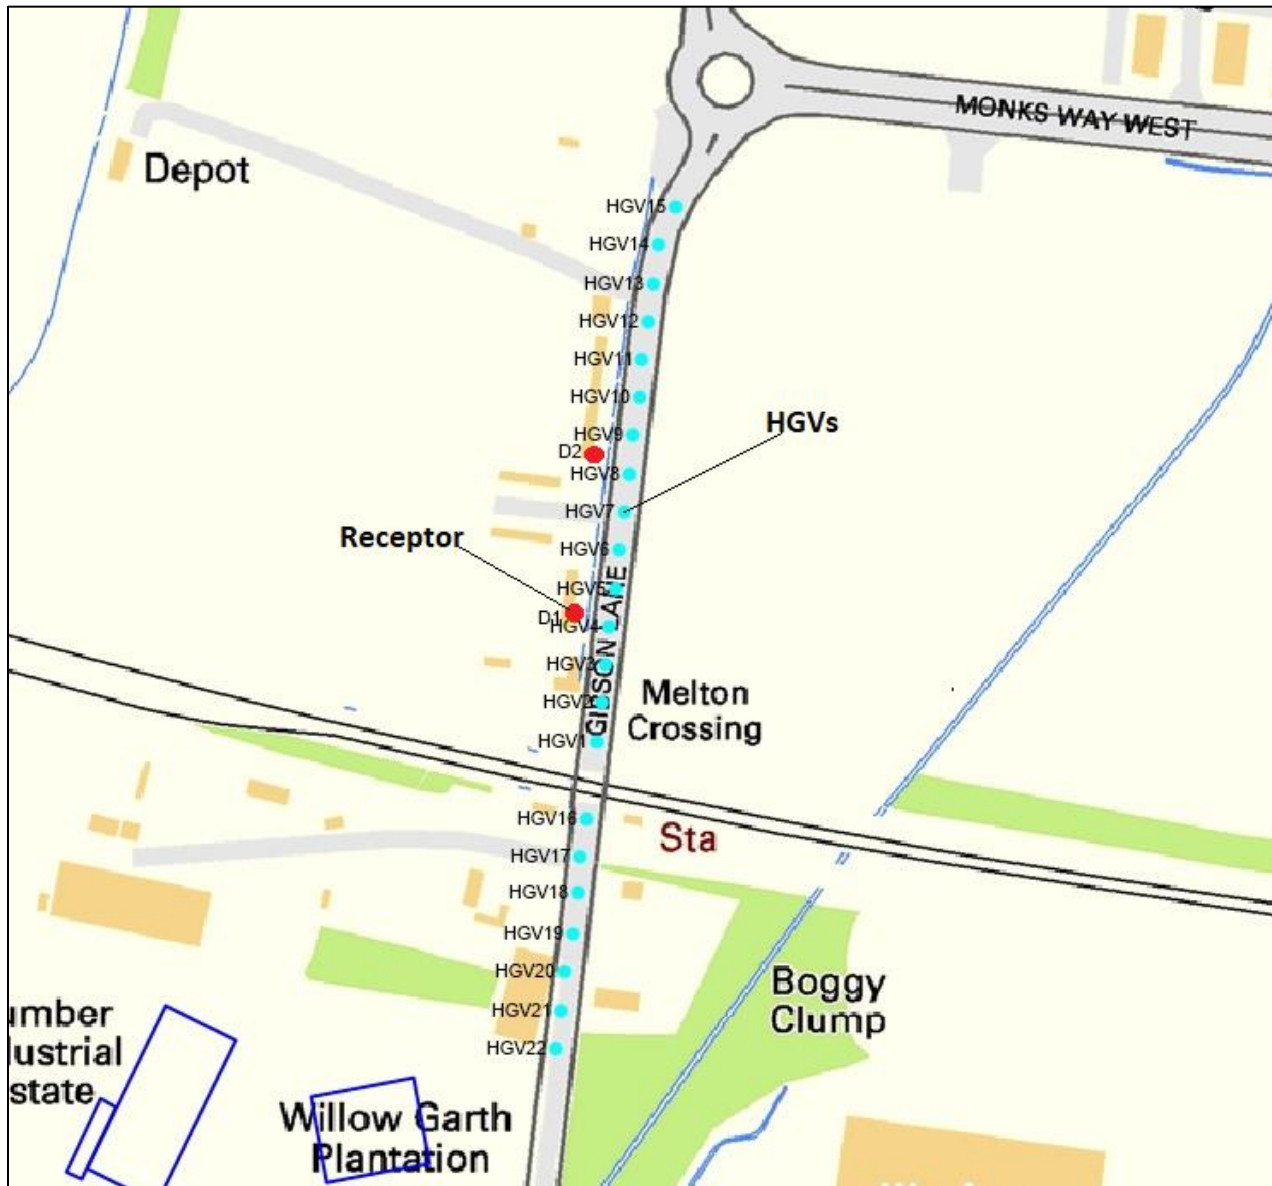 MONKS WAY WEST
Depot
HGV15
HGV14
HGV13
HGV12
HGV11
HGV10
HGVs
HGV9
D2
HGV8
HGV7
Receptor
HGV6
HGV5
D1
HGV4
GIBSON LANE
HGV3
Melton
Crossing
HGV2
HGV1
HGV16
Sta
HGV17
HGV18
HGV19
HGV20
Boggy
Clump
HGV21
umber
dustrial
state
HGV22
Willow Garth
Plantation